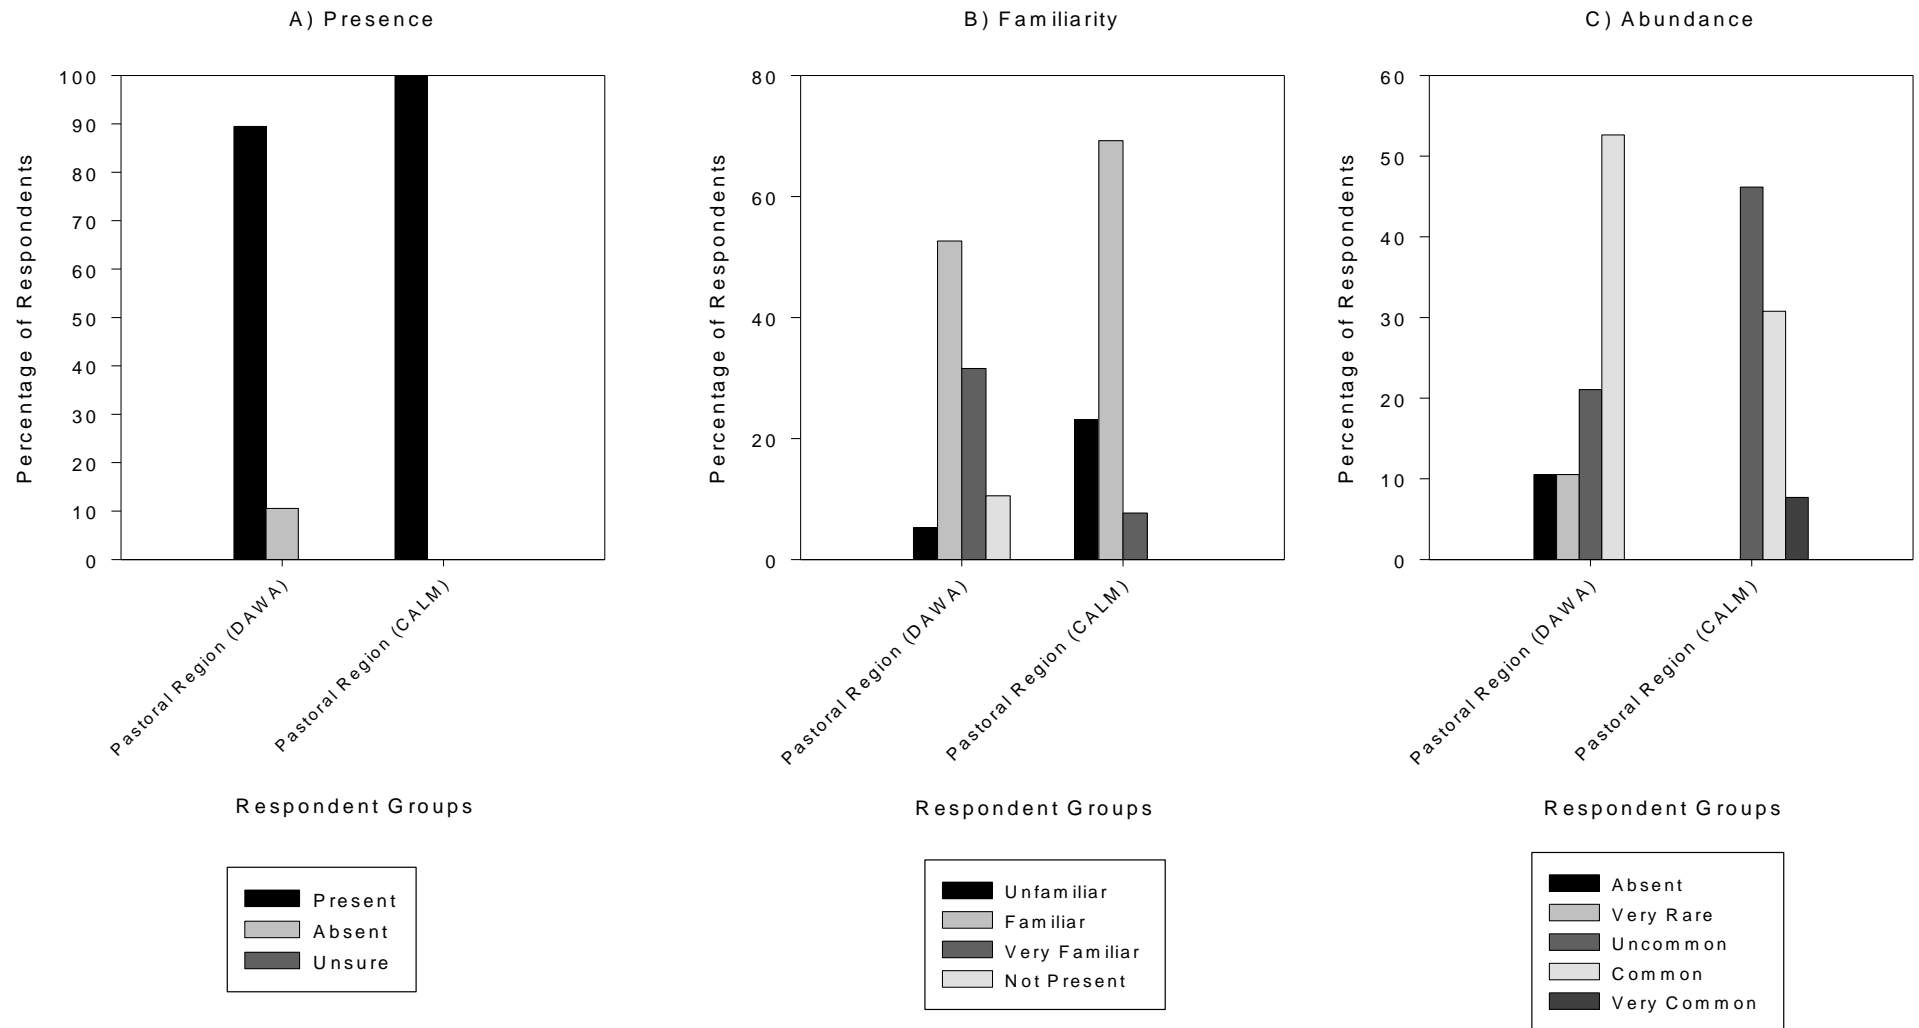 A) Presence
Percentage of Respondents
100
90
80
70
60
50
40
30
20
10
0
Pastoral Region (DAWA)
Pastoral Region (CALM)
Respondent Groups
Present
Absent
Unsure
B) Familiarity
Percentage of Respondents
80
60
40
20
0
Pastoral Region (DAWA)
Pastoral Region (CALM)
Respondent Groups
Unfamiliar
Familiar
Very Familiar
Not Present
C) Abundance
Percentage of Respondents
60
50
40
30
20
10
0
Pastoral Region (DAWA)
Pastoral Region (CALM)
Respondent Groups
Absent
Very Rare
Uncommon
Common
Very Common